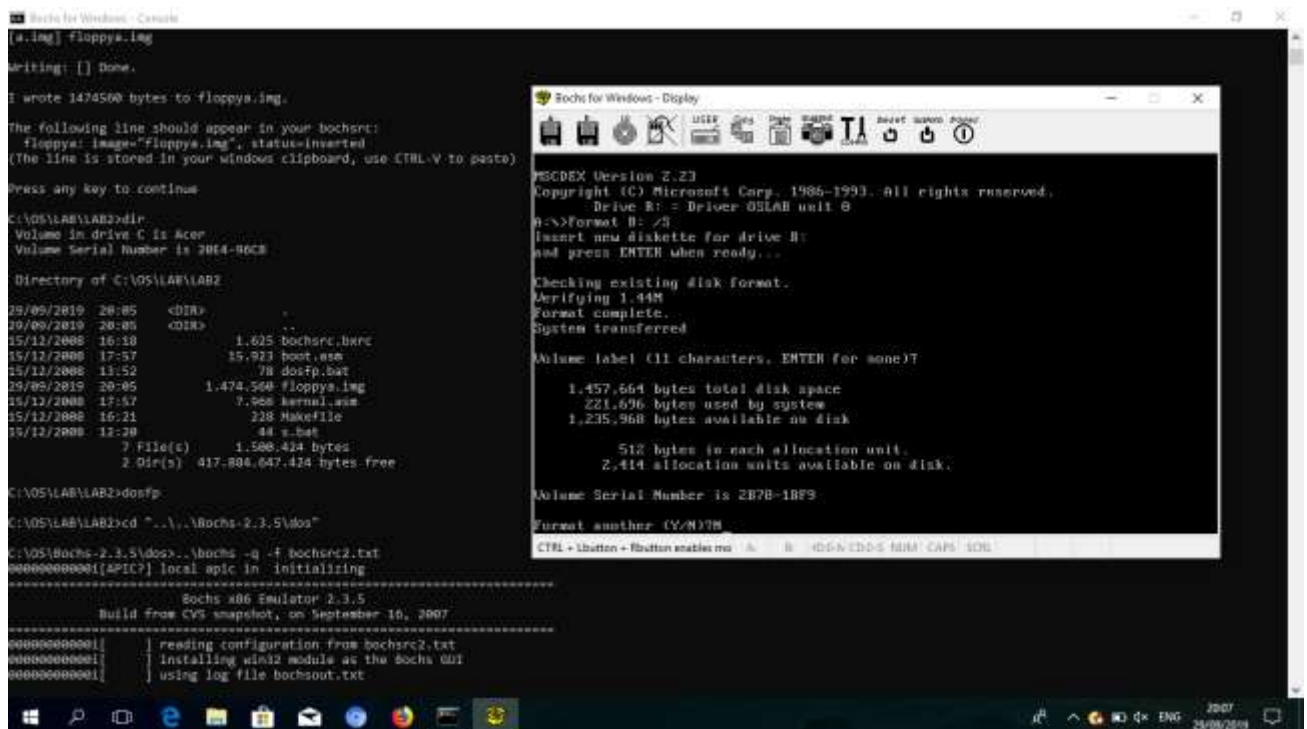 Bochs for Windows - Console
[a.img] floppya.img
Writing: [] Done.
I wrote 1474560 bytes to floppya.img.
The following line should appear in your bochsrc:
floppya: image="floppya.img", status=inserted
(The line is stored in your windows clipboard, use CTRL-V to paste)
Press any key to continue
C:\OS\LAB\LAB2>dir
Volume in drive C is Acer
Volume Serial Number is 20E4-96CB
Directory of C:\OS\LAB\LAB2
29/09/2019 20:05 <DIR> .
29/09/2019 20:05 <DIR> ..
15/12/2008 16:18 1.625 bochsrc.bxrc
15/12/2008 17:57 15.923 boot.asm
15/12/2008 13:52 78 dosfp.bat
29/09/2019 20:05 1.474.560 floppya.img
15/12/2008 17:57 7.966 kernel.asm
15/12/2008 16:21 228 Makefile
15/12/2008 12:20 44 s.bat
7 File(s) 1.500.424 bytes
2 Dir(s) 417.884.647.424 bytes free
C:\OS\LAB\LAB2>dosfp
C:\OS\LAB\LAB2>cd "..\..\Bochs-2.3.5\dos"
C:\OS\Bochs-2.3.5\dos>..\bochs -q -f bochsrc2.txt
00000000000i[APIC?] local apic in initializing
Bochs x86 Emulator 2.3.5
Build from CVS snapshot, on September 16, 2007
00000000000i[ ] reading configuration from bochsrc2.txt
00000000000i[ ] installing win32 module as the Bochs GUI
00000000000i[ ] using log file bochsout.txt
Bochs for Windows - Display
USER Copy Paste Reset Power
MSCDEX Version 2.23
Copyright (C) Microsoft Corp. 1986-1993. All rights reserved.
Drive R: = Driver OSLAB unit 0
A:\>Format B: /S
Insert new diskette for drive B:
and press ENTER when ready...
Checking existing disk format.
Verifying 1.44M
Format complete.
System transferred
Volume label (11 characters, ENTER for none)?
1,457,664 bytes total disk space
221,696 bytes used by system
1,235,968 bytes available on disk
512 bytes in each allocation unit.
2,414 allocation units available on disk.
Volume Serial Number is 2B78-1BF9
Format another (Y/N)?N
CTRL + Lbutton + Rbutton enables mo A: B: NUM CAPS SCRL
ENG
20:07
29/09/2019